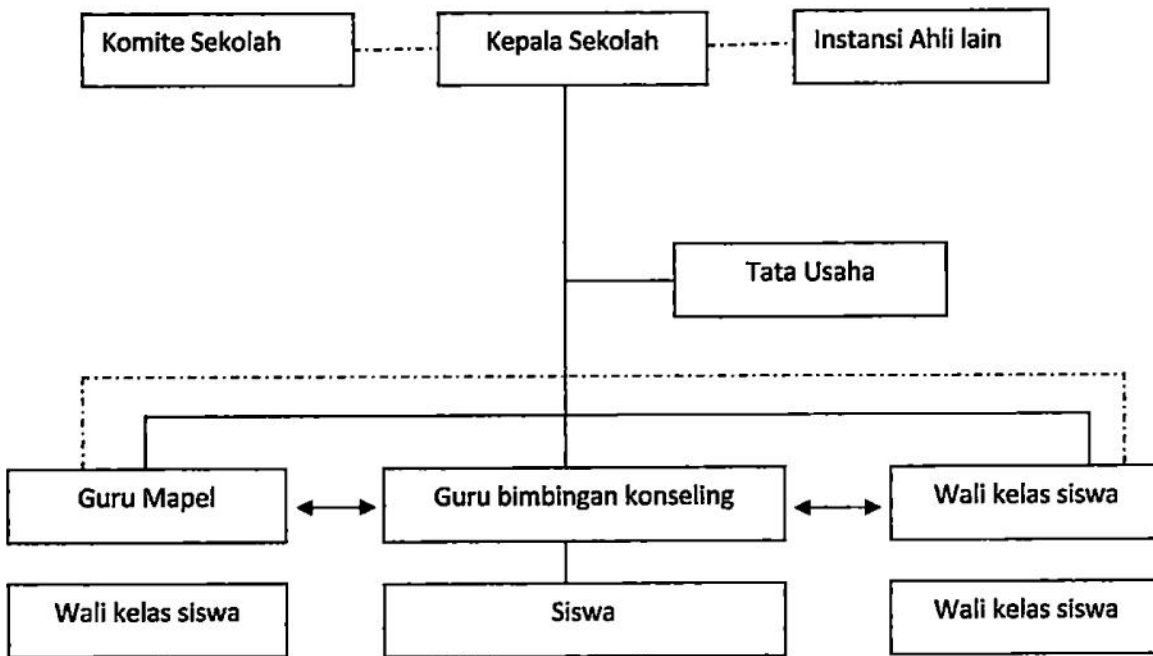 Komite Sekolah
Kepala Sekolah
Instansi Ahli lain
Tata Usaha
Guru Mapel
Guru bimbingan konseling
Wali kelas siswa
Wali kelas siswa
Siswa
Wali kelas siswa